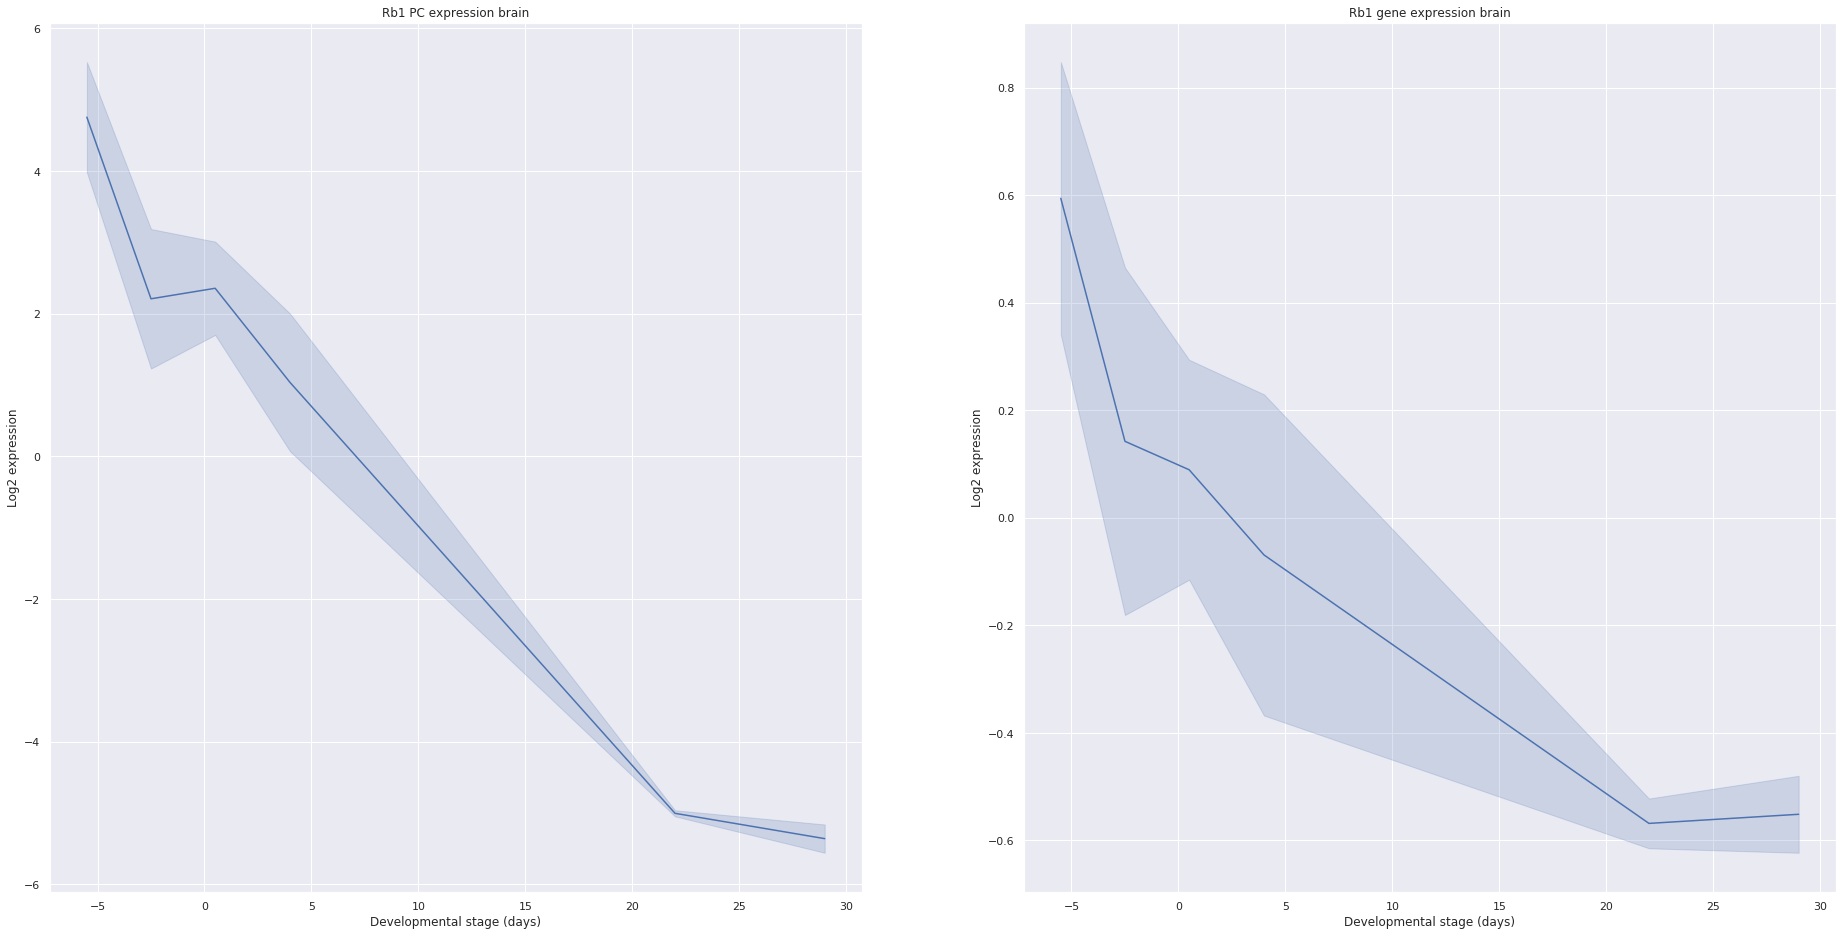 Rb1 PC expression brain
6
4
2
0
−2
−4
−6
Log2 expression
−5 0 5 10 15 20 25 30
Developmental stage (days)
Rb1 gene expression brain
0.8
0.6
0.4
0.2
0.0
−0.2
−0.4
−0.6
Log2 expression
−5 0 5 10 15 20 25 30
Developmental stage (days)